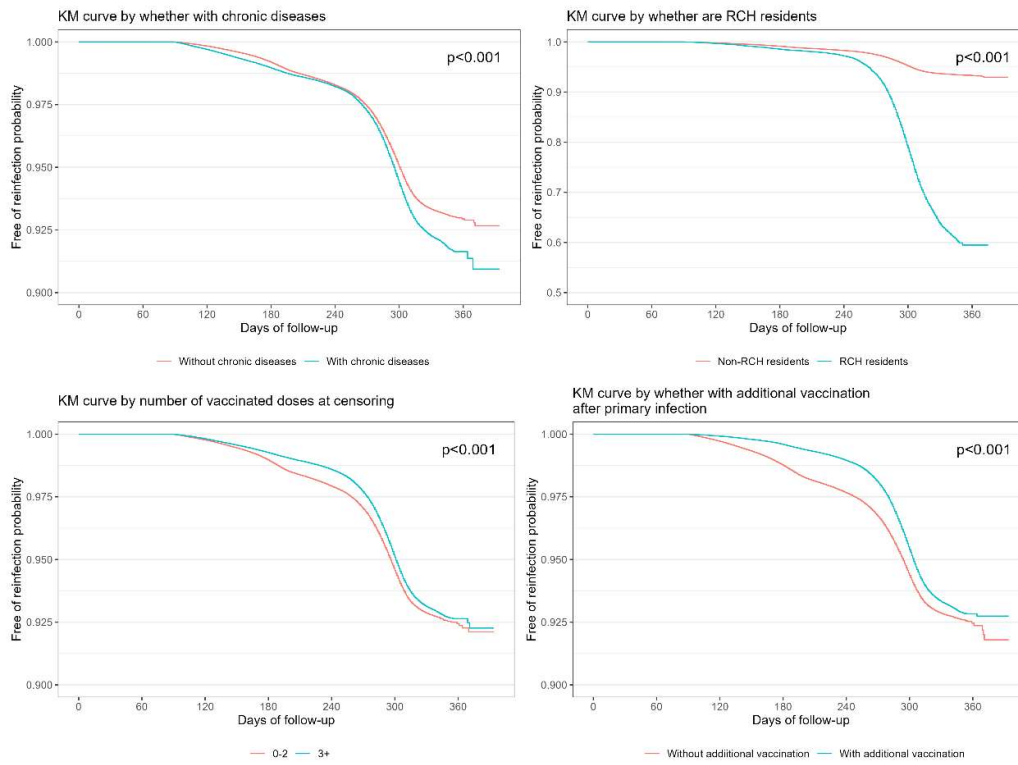 KM curve by whether with chronic diseases
p<0.001
Free of reinfection probability
1.000
0.975
0.950
0.925
0.900
0 60 120 180 240 300 360
Days of follow-up
Without chronic diseases With chronic diseases
KM curve by whether are RCH residents
p<0.001
Free of reinfection probability
1.0
0.9
0.8
0.7
0.6
0.5
0 60 120 180 240 300 360
Days of follow-up
Non-RCH residents RCH residents
KM curve by number of vaccinated doses at censoring
p<0.001
Free of reinfection probability
1.000
0.975
0.950
0.925
0.900
0 60 120 180 240 300 360
Days of follow-up
0-2 3+
KM curve by whether with additional vaccination
after primary infection
p<0.001
Free of reinfection probability
1.000
0.975
0.950
0.925
0.900
0 60 120 180 240 300 360
Days of follow-up
Without addiitional vaccination With additional vaccination